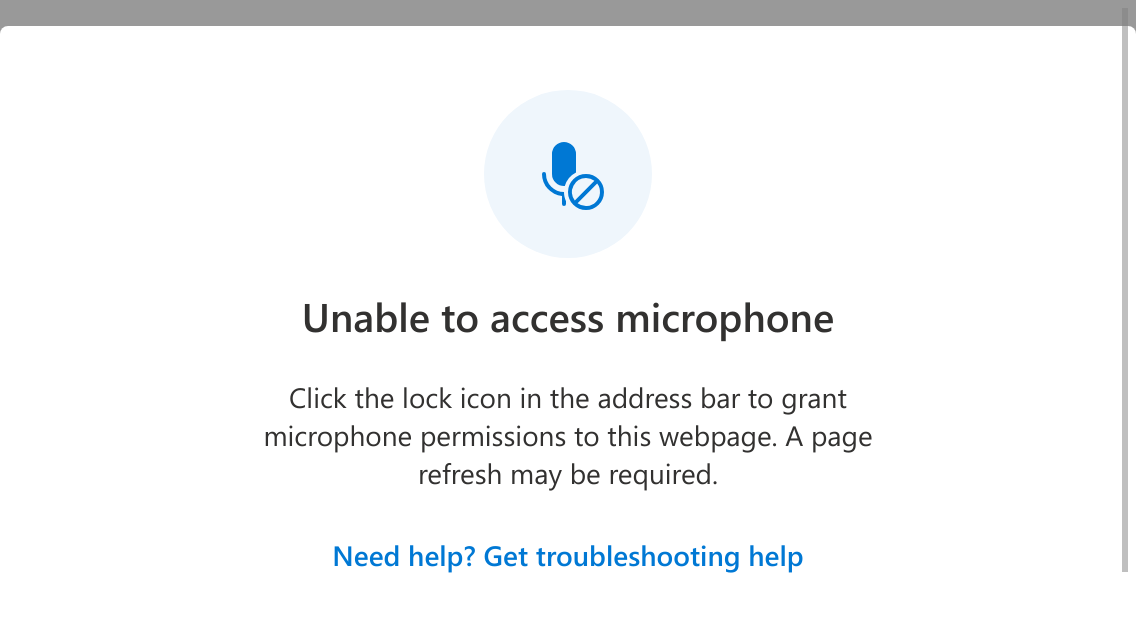 Unable to access microphone
Click the lock icon in the address bar to grant
microphone permissions to this webpage. A page
refresh may be required.
Need help? Get troubleshooting help